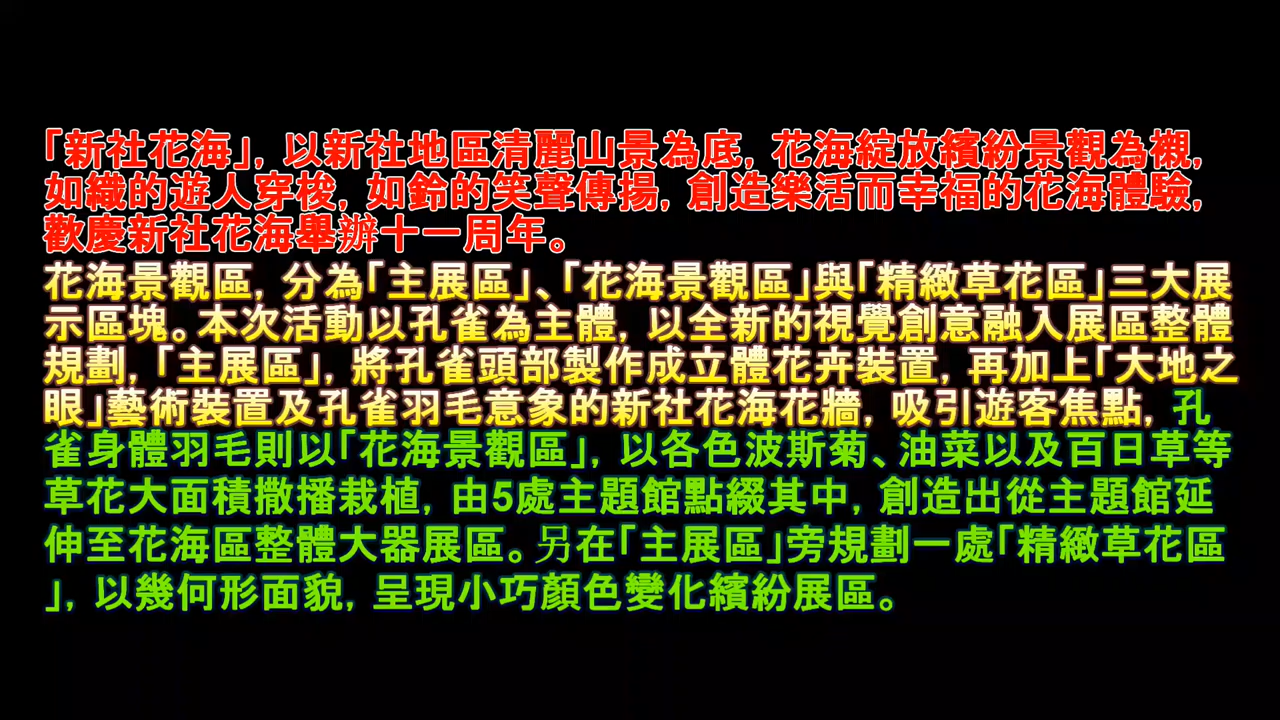 「新社花海」, 以新社地區清麗山景為底, 花海綻放繽紛景觀為襯,
如織的遊人穿梭, 如鈴的笑聲傳揚, 創造樂活而幸福的花海體驗,
歡慶新社花海舉辦十一周年。
花海景觀區, 分為「主展區」、「花海景觀區」與「精緻草花區」三大展
示區塊。本次活動以孔雀為主體, 以全新的視覺創意融入展區整體
規劃, 「主展區」, 將孔雀頭部製作成立體花卉裝置, 再加上「大地之
眼」藝術裝置及孔雀羽毛意象的新社花海花牆, 吸引遊客焦點, 孔
雀身體羽毛則以「花海景觀區」, 以各色波斯菊、油菜以及百日草等
草花大面積撒播栽植, 由5處主題館點綴其中, 創造出從主題館延
伸至花海區整體大器展區。另在「主展區」旁規劃一處「精緻草花區
」, 以幾何形面貌, 呈現小巧顏色變化繽紛展區。